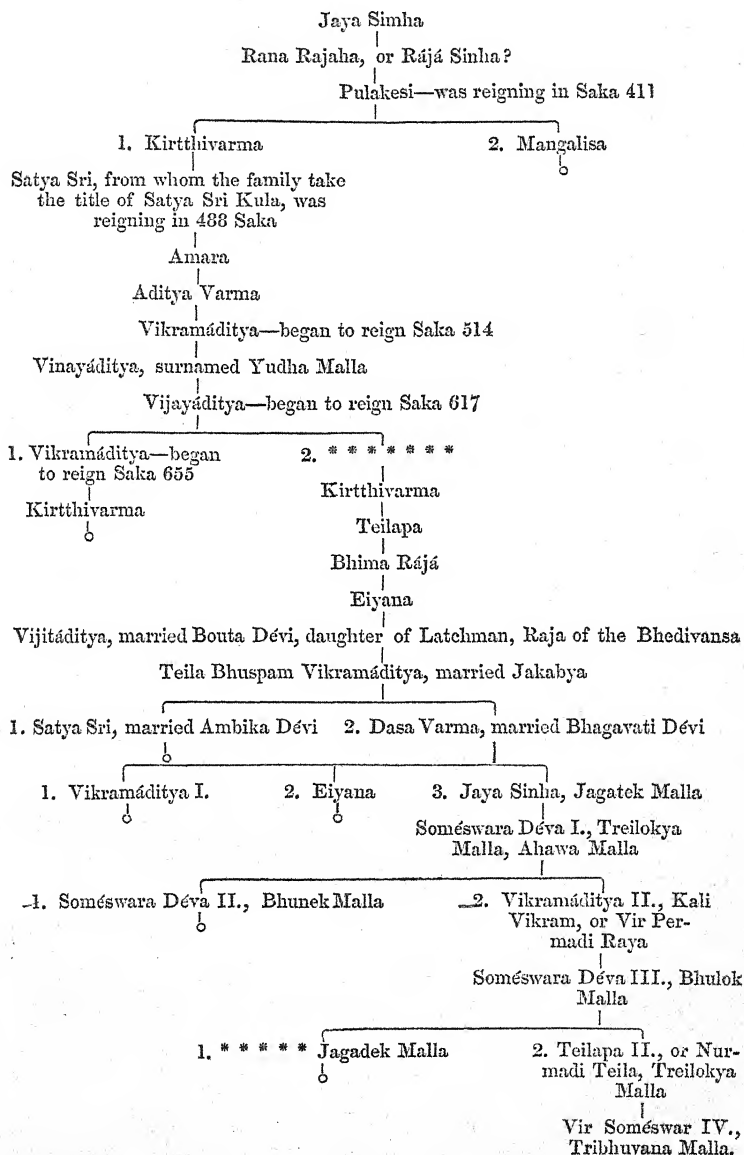 Jaya Simha
Rana Rajaha, or Rájá Sinha?
Pulakesi—was reigning in Saka 411
1. Kirtthivarma 2. Mangalisa
Satya Sri, from whom the family take
the title of Satya Sri Kula, was
reigning in 488 Saka
Amara
Aditya Varma
Vikramáditya—began to reign Saka 514
Vinayáditya, surnamed Yudha Malla
Vijayáditya—began to reign Saka 617
1. Vikramáditya—began 2. * * * * * * *
to reign Saka 655
Kirtthivarma
Kirtthivarma
Teilapa
Bhima Rájá
Eiyana
Vijitáditya, married Bouta Dévi, daughter of Latchman, Raja of the Bhedivansa
Teila Bhuspam Vikramáditya, married Jakabya
1. Satya Sri, married Ambika Dévi 2. Dasa Varma, married Bhagavati Dévi
1. Vikramáditya I. 2. Eiyana 3. Jaya Sinha, Jagatek Malla
Soméswara Déva I., Treilokya
Malla, Ahawa Malla
1. Soméswara Déva II., Bhunek Malla 2. Vikramáditya II., Kali
Vikram, or Vir Per-
madi Raya
Soméswara Déva III., Bhulok
Malla
1. * * * * * Jagadek Malla 2. Teilapa II., or Nur-
madi Teila, Treilokya
Malla
Vir Soméswar IV.,
Tribhuvana Malla.